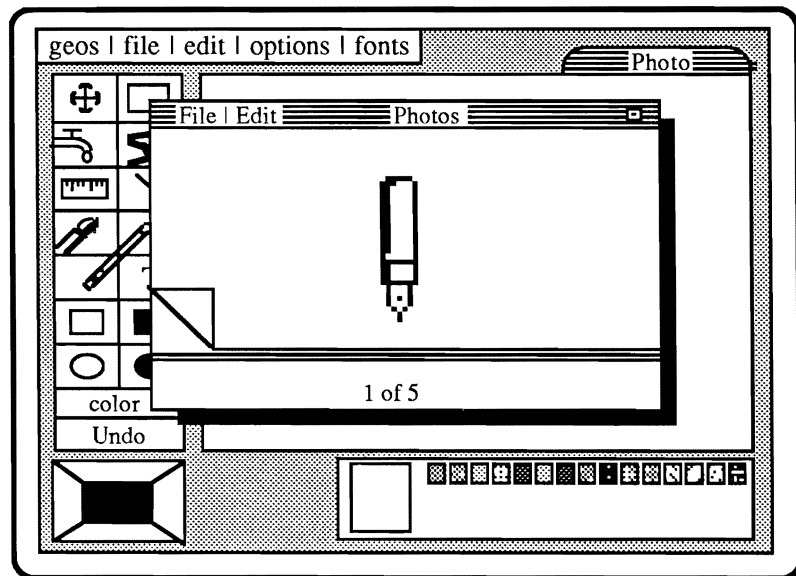 geos | file | edit | options | fonts
Photo
File | Edit
Photos
1 of 5
color
Undo